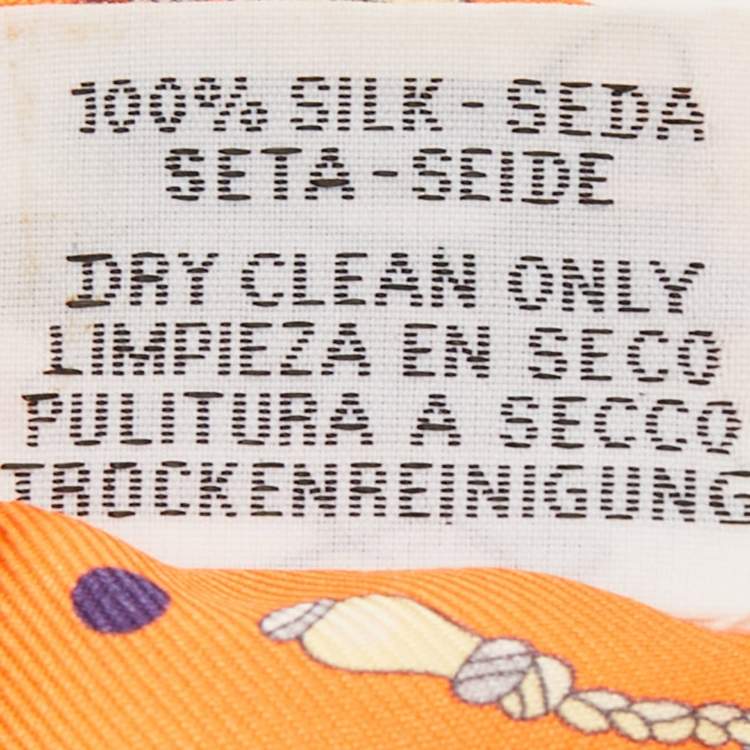 100% SILK - SEDA
SETA - SEIDE
DRY CLEAN ONLY
LIMPIEZA EN SECO
PULITURA A SECCO
TROCKENREINIGUNG